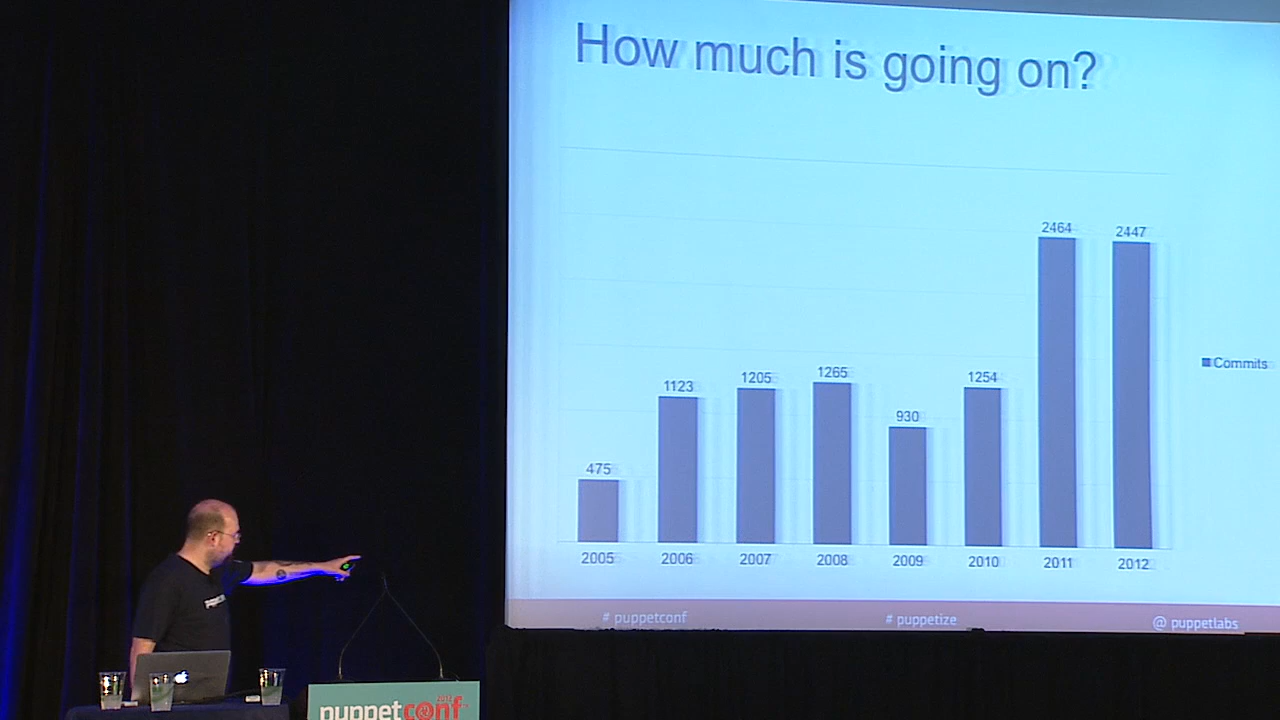 How much is going on?
2464
2447
1265
1205
1254
1123
930
475
Commits
2005 2006 2007 2008 2009 2010 2011 2012
# puppetconf # puppetize @ puppetlabs
2012
puppetconf